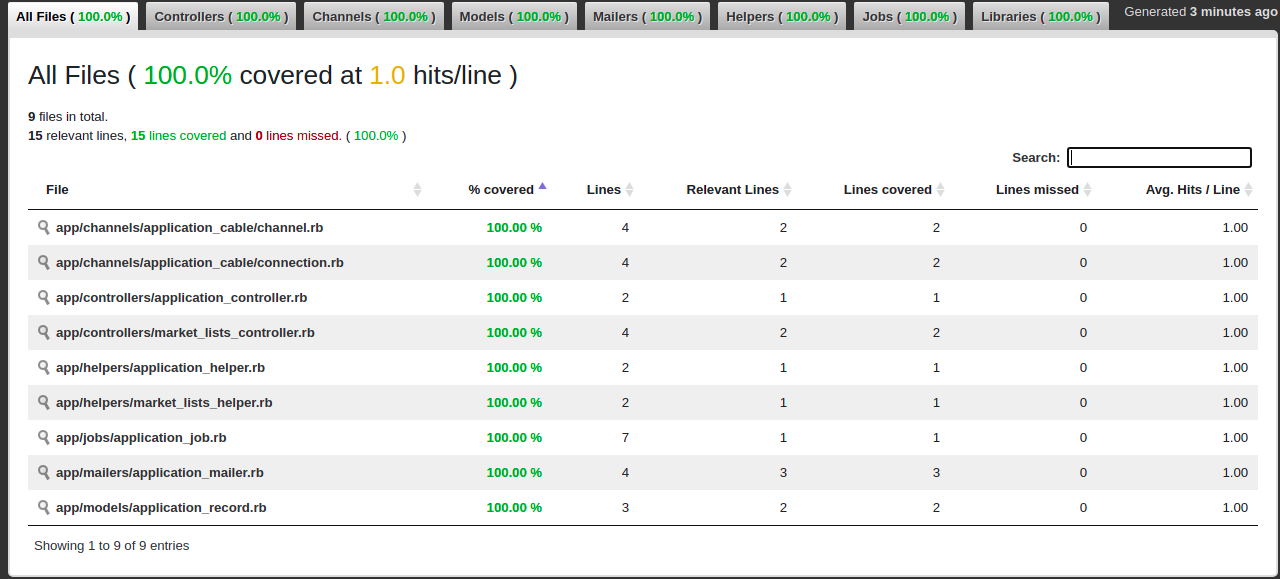 All Files ( 100.0% ) Controllers ( 100.0% ) Channels ( 100.0% ) Models ( 100.0% ) Mailers ( 100.0% ) Helpers ( 100.0% ) Jobs ( 100.0% ) Libraries ( 100.0% ) Generated 3 minutes ago
All Files ( 100.0% covered at 1.0 hits/line )
9 files in total.
15 relevant lines, 15 lines covered and 0 lines missed. ( 100.0% )
Search:
File % covered Lines Relevant Lines Lines covered Lines missed Avg. Hits / Line
app/channels/application_cable/channel.rb 100.00 % 4 2 2 0 1.00
app/channels/application_cable/connection.rb 100.00 % 4 2 2 0 1.00
app/controllers/application_controller.rb 100.00 % 2 1 1 0 1.00
app/controllers/market_lists_controller.rb 100.00 % 4 2 2 0 1.00
app/helpers/application_helper.rb 100.00 % 2 1 1 0 1.00
app/helpers/market_lists_helper.rb 100.00 % 2 1 1 0 1.00
app/jobs/application_job.rb 100.00 % 7 1 1 0 1.00
app/mailers/application_mailer.rb 100.00 % 4 3 3 0 1.00
app/models/application_record.rb 100.00 % 3 2 2 0 1.00
Showing 1 to 9 of 9 entries